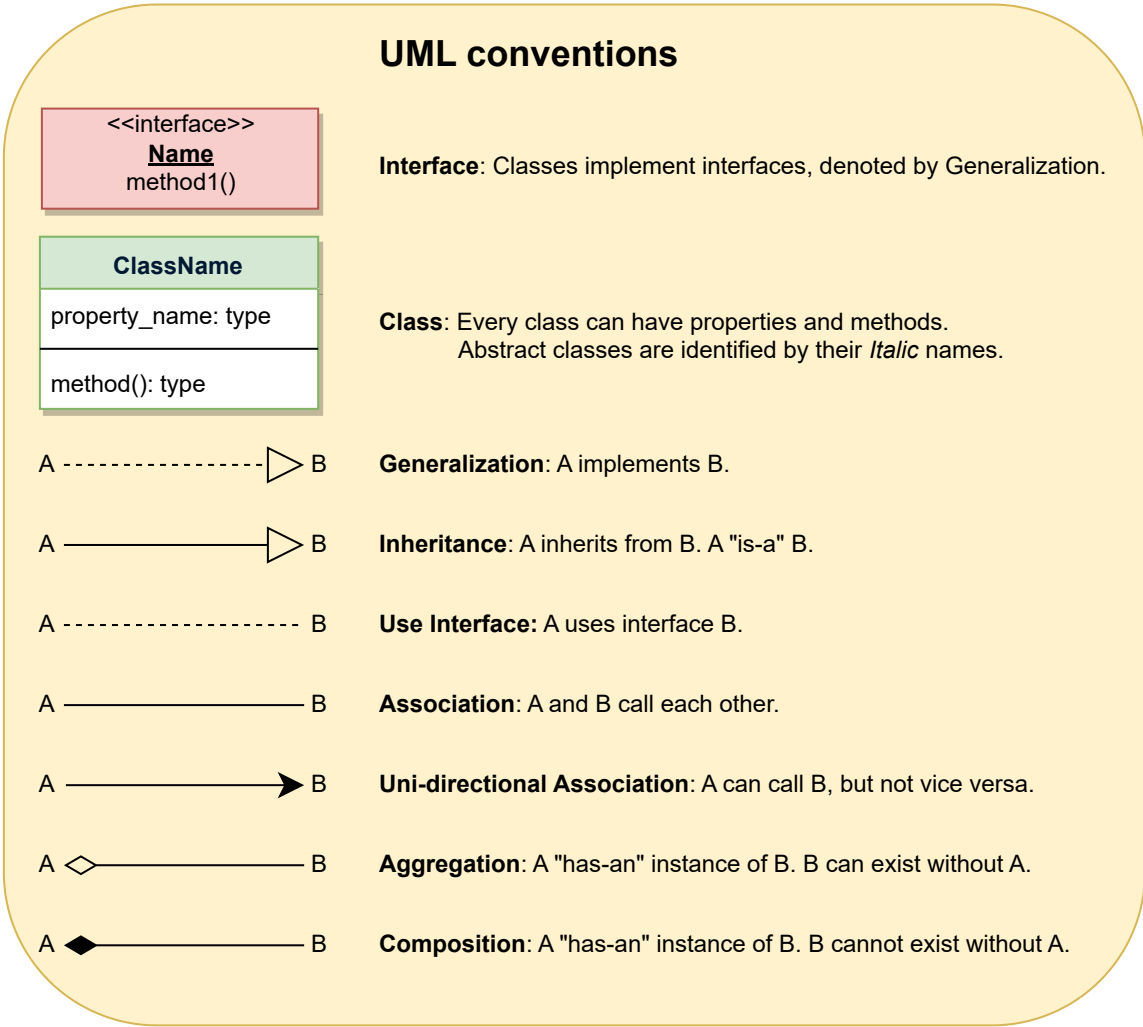 UML conventions
<<interface>>
Name
method1()
Interface: Classes implement interfaces, denoted by Generalization.
ClassName
property_name: type
method(): type
Class: Every class can have properties and methods.
Abstract classes are identified by their Italic names.
A B Generalization: A implements B.
A B Inheritance: A inherits from B. A "is-a" B.
A B Use Interface: A uses interface B.
A B Association: A and B call each other.
A B Uni-directional Association: A can call B, but not vice versa.
A B Aggregation: A "has-an" instance of B. B can exist without A.
A B Composition: A "has-an" instance of B. B cannot exist without A.